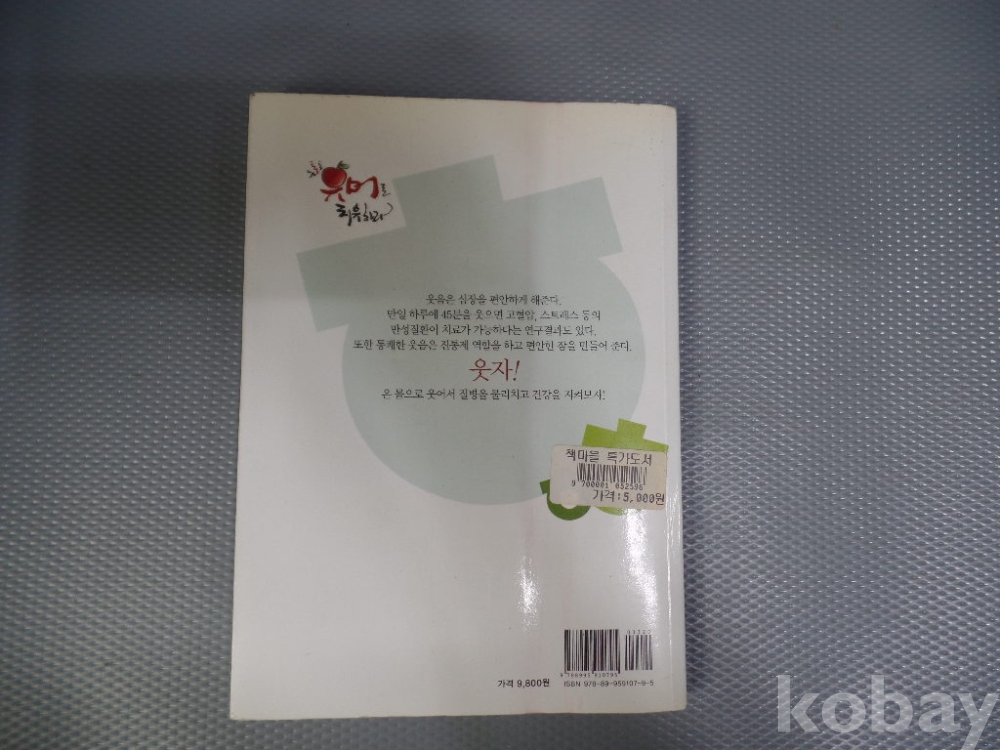 웃음은 심장을 편안하게 해준다.
만일 하루에 45분을 웃으면 고혈압, 스트레스 등의
만성질환이 치료가 가능하다는 연구결과도 있다.
또한 통쾌한 웃음은 진통제 역할을 하고 편안한 잠을 만들어 준다.
웃자!
온 몸으로 웃어서 질병을 물리치고 건강을 지켜보자!
책마을 특가도서
가격:5,000원
가격 9,800원
ISBN 978-89-959107-9-5
kobay